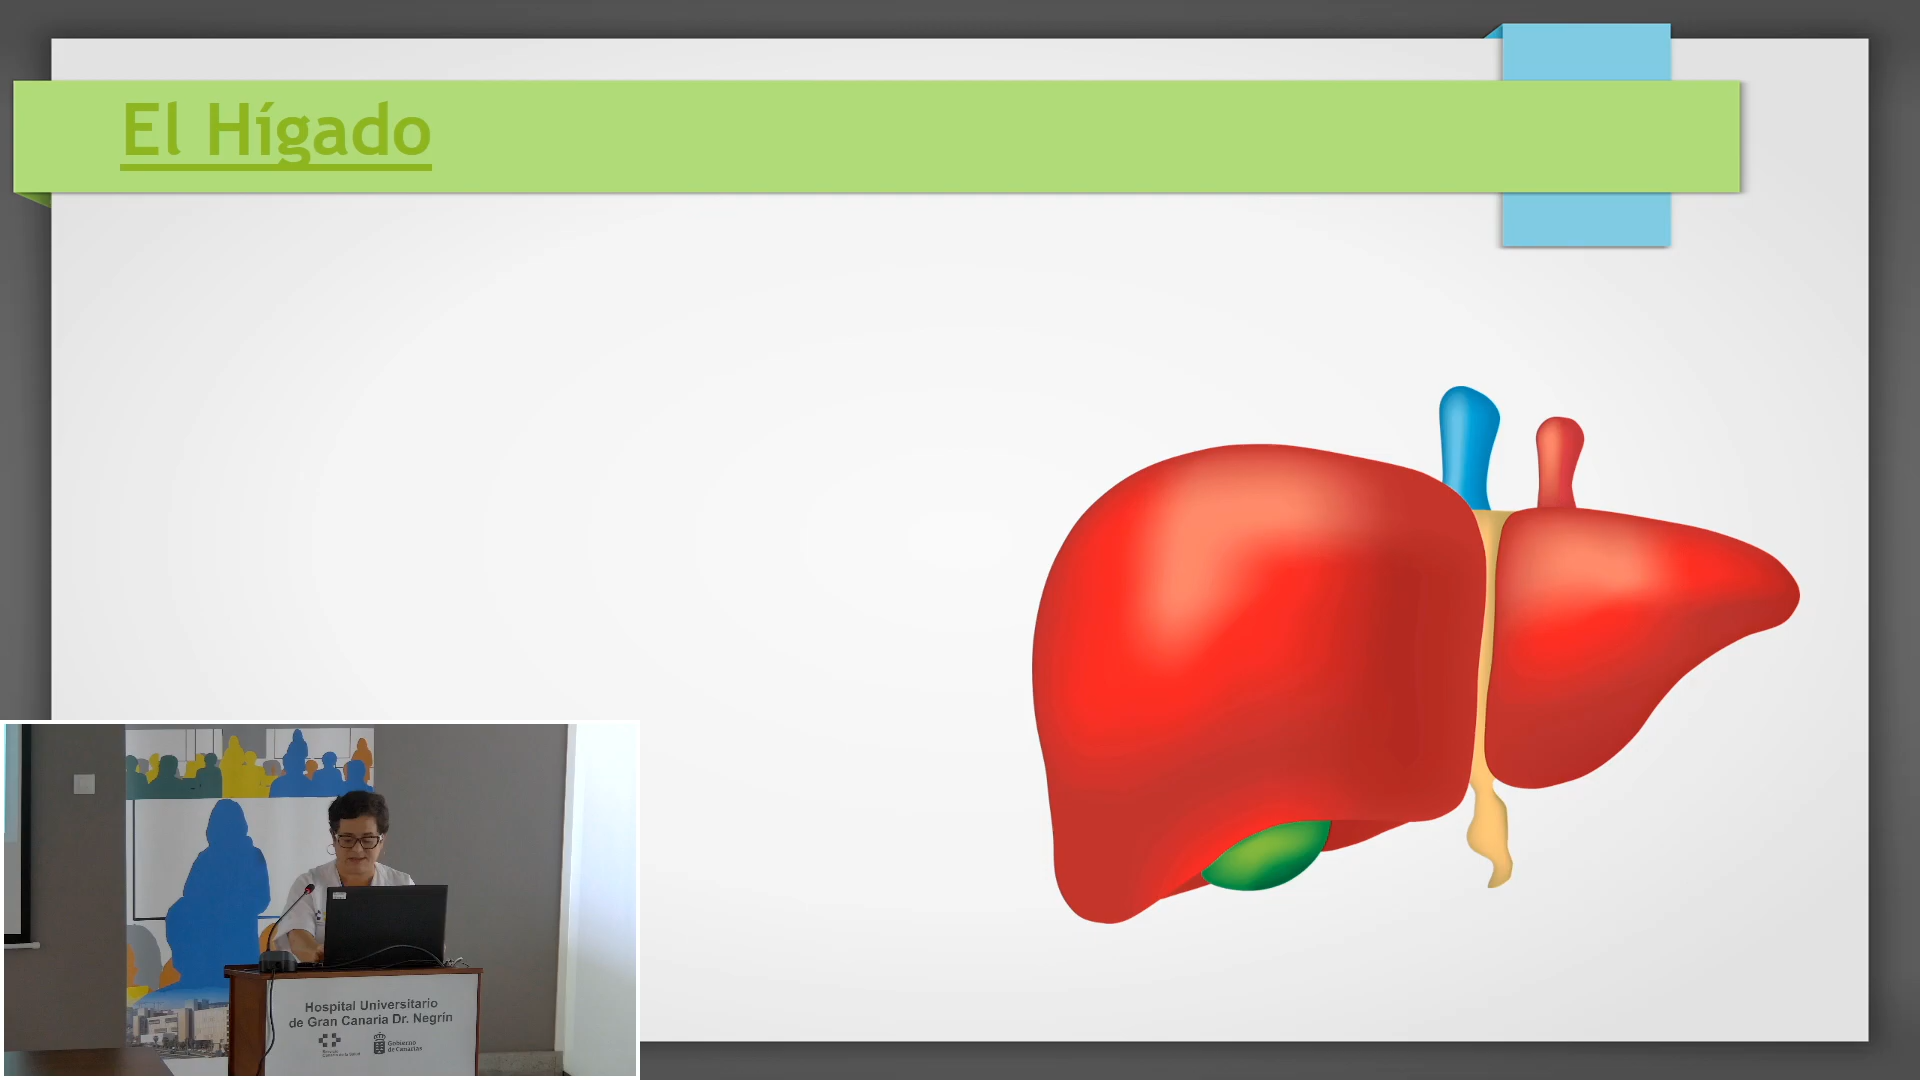 El Hígado
Hospital Universitario
de Gran Canaria Dr. Negrín
Gobierno
de Canarias